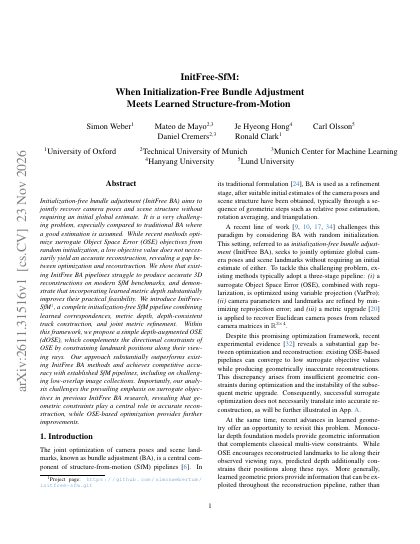 InitFree-SfM:
When Initialization-Free Bundle Adjustment
Meets Learned Structure-from-Motion
Simon Weber¹ Mateo de Mayo²,³ Je Hyeong Hong⁴ Carl Olsson⁵
Daniel Cremers²,³ Ronald Clark¹
¹University of Oxford ²Technical University of Munich ³Munich Center for Machine Learning
⁴Hanyang University ⁵Lund University
arXiv:2611.31516v1 [cs.CV] 23 Nov 2026
Abstract
Initialization-free bundle adjustment (InitFree BA) aims to
jointly recover camera poses and scene structure without
requiring an initial global estimate. It is a very challeng-
ing problem, especially compared to traditional BA where
a good estimation is assumed. While recent methods opti-
mize surrogate Object Space Error (OSE) objectives from
random initialization, a low objective value does not neces-
sarily yield an accurate reconstruction, revealing a gap be-
tween optimization and reconstruction. We show that exist-
ing InitFree BA pipelines struggle to produce accurate 3D
reconstructions on modern SfM benchmarks, and demon-
strate that incorporating learned metric depth substantially
improves their practical feasibility. We introduce InitFree-
SfM¹, a complete initialization-free SfM pipeline combining
learned correspondences, metric depth, depth-consistent
track construction, and joint metric refinement. Within
this framework, we propose a simple depth-augmented OSE
(dOSE), which complements the directional constraints of
OSE by constraining landmark positions along their view-
ing rays. Our approach substantially outperforms exist-
ing InitFree BA methods and achieves competitive accu-
racy with established SfM pipelines, including on challeng-
ing low-overlap image collections. Importantly, our anal-
ysis challenges the prevailing emphasis on surrogate objec-
tives in previous InitFree BA research, revealing that ge-
ometric constraints play a central role in accurate recon-
struction, while OSE-based optimization provides further
improvements.
1. Introduction
The joint optimization of camera poses and scene land-
marks, known as bundle adjustment (BA), is a central com-
ponent of structure-from-motion (SfM) pipelines [6]. In
¹Project page:
its traditional formulation [24], BA is used as a refinement
stage, after suitable initial estimates of the camera poses and
scene structure have been obtained, typically through a se-
quence of geometric steps such as relative pose estimation,
rotation averaging, and triangulation.
A recent line of work [9, 10, 17, 34] challenges this
paradigm by considering BA with random initialization.
This setting, referred to as initialization-free bundle adjust-
ment (InitFree BA), seeks to jointly optimize global cam-
era poses and scene landmarks without requiring an initial
estimate of either. To tackle this challenging problem, ex-
isting methods typically adopt a three-stage pipeline: (i) a
surrogate Object Space Error (OSE), combined with regu-
larization, is optimized using variable projection (VarPro);
(ii) camera parameters and landmarks are refined by min-
imizing reprojection error; and (iii) a metric upgrade [20]
is applied to recover Euclidean camera poses from relaxed
camera matrices in
Despite this promising optimization framework, recent
experimental evidence [32] reveals a substantial gap be-
tween optimization and reconstruction: existing OSE-based
pipelines can converge to low surrogate objective values
while producing geometrically inaccurate reconstructions.
This discrepancy arises from insufficient geometric con-
straints during optimization and the instability of the subse-
quent metric upgrade. Consequently, successful surrogate
optimization does not necessarily translate into accurate re-
construction, as will be further illustrated in App. A.
At the same time, recent advances in learned geome-
try offer an opportunity to revisit this problem. Monocu-
lar depth foundation models provide geometric information
that complements classical multi-view constraints. While
OSE encourages reconstructed landmarks to lie along their
observed viewing rays, predicted depth additionally con-
strains their positions along these rays. More generally,
learned geometric priors provide information that can be ex-
ploited throughout the reconstruction pipeline, rather than
1